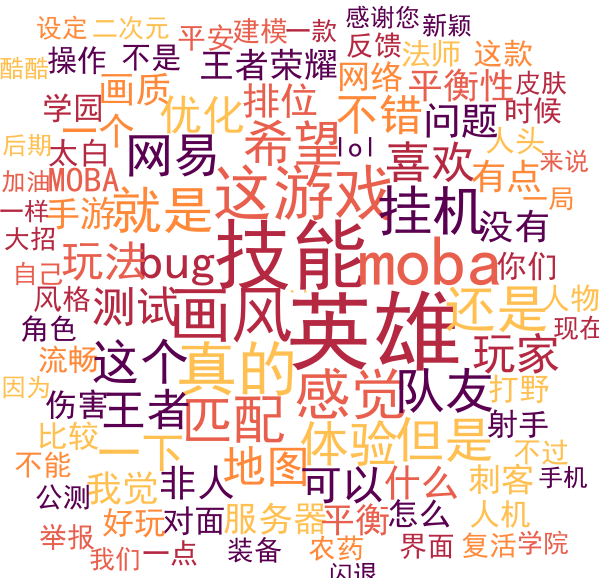 感谢您
新颖
设定
二次元
平安
建模
一款
反馈
法师
这款
酷酷
操作
不是
王者荣耀
网络
平衡性
皮肤
画质
学园
优化
排位
不错
问题
时候
后期
一个
太白
网易
希望
lol
喜欢
人头
来说
加油
MOBA
这游戏
有点
一局
一样
手游
就是
挂机
没有
大招
玩法
bug
技能
moba
你们
自己
风格
测试
画风
英雄
还是
人物
角色
现在
流畅
这个
真的
玩家
因为
伤害
王者
感觉
队友
打野
比较
一下
匹配
体验
但是
射手
不能
我觉
非人
地图
可以
什么
刺客
不过
手机
公测
好玩
对面
服务器
平衡
怎么
人机
举报
我们
一点
装备
农药
界面
复活
学院
闪退